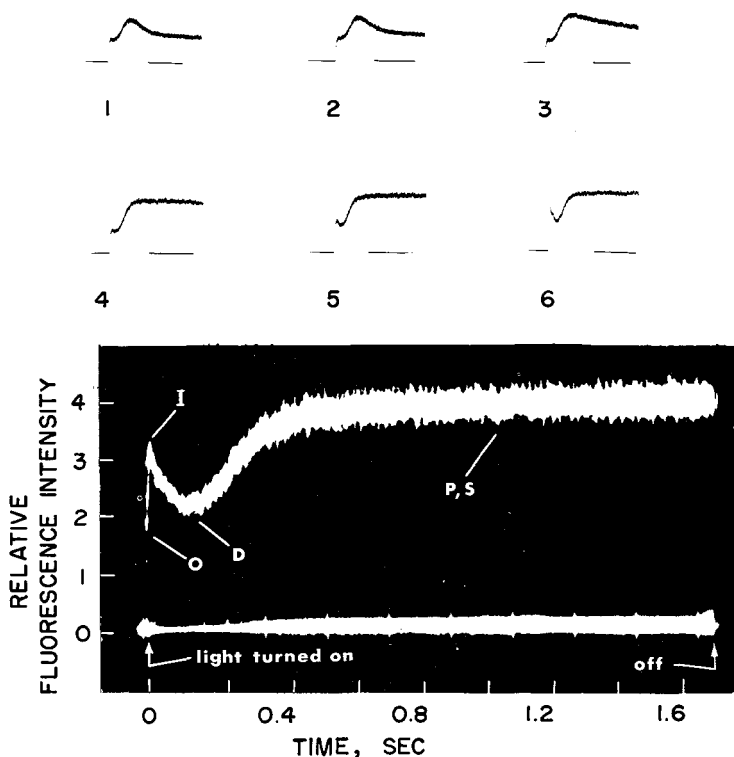 1 2 3
4 5 6
RELATIVE
FLUORESCENCE INTENSITY
4
3
2
1
0
I
O
D
P, S
light turned on
off
0 0.4 0.8 1.2 1.6
TIME, SEC